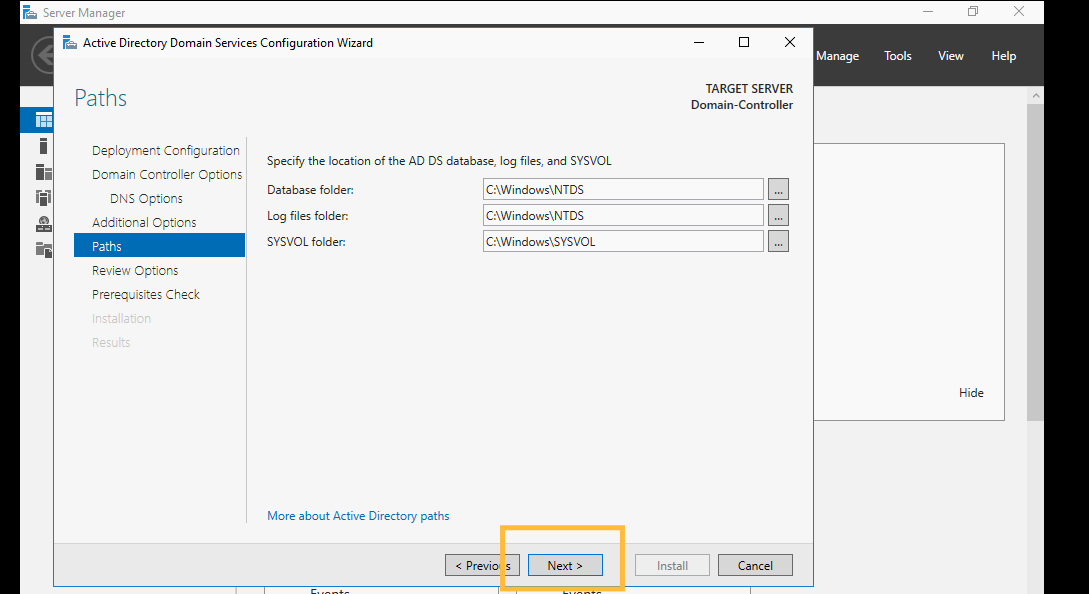 Server Manager
Active Directory Domain Services Configuration Wizard
Manage Tools View Help
Paths
TARGET SERVER
Domain-Controller
Deployment Configuration
Domain Controller Options
DNS Options
Additional Options
Paths
Review Options
Prerequisites Check
Installation
Results
Specify the location of the AD DS database, log files, and SYSVOL
Database folder: C:\Windows\NTDS ...
Log files folder: C:\Windows\NTDS ...
SYSVOL folder: C:\Windows\SYSVOL ...
Hide
More about Active Directory paths
< Previous Next > Install Cancel
Events Events